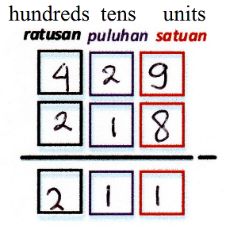 hundreds tens units
ratusan puluhan satuan
4 2 9
2 1 8
2 1 1